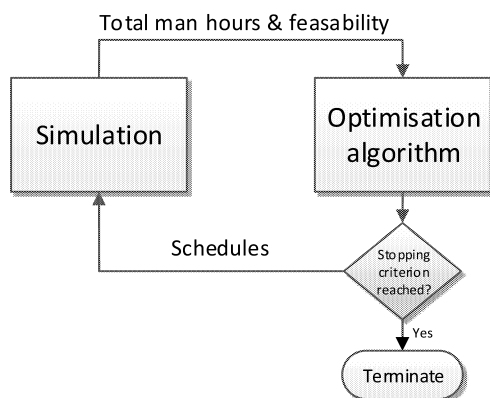 Total man hours & feasability
Simulation
Optimisation
algorithm
Schedules
Stopping
criterion
reached?
Yes
Terminate